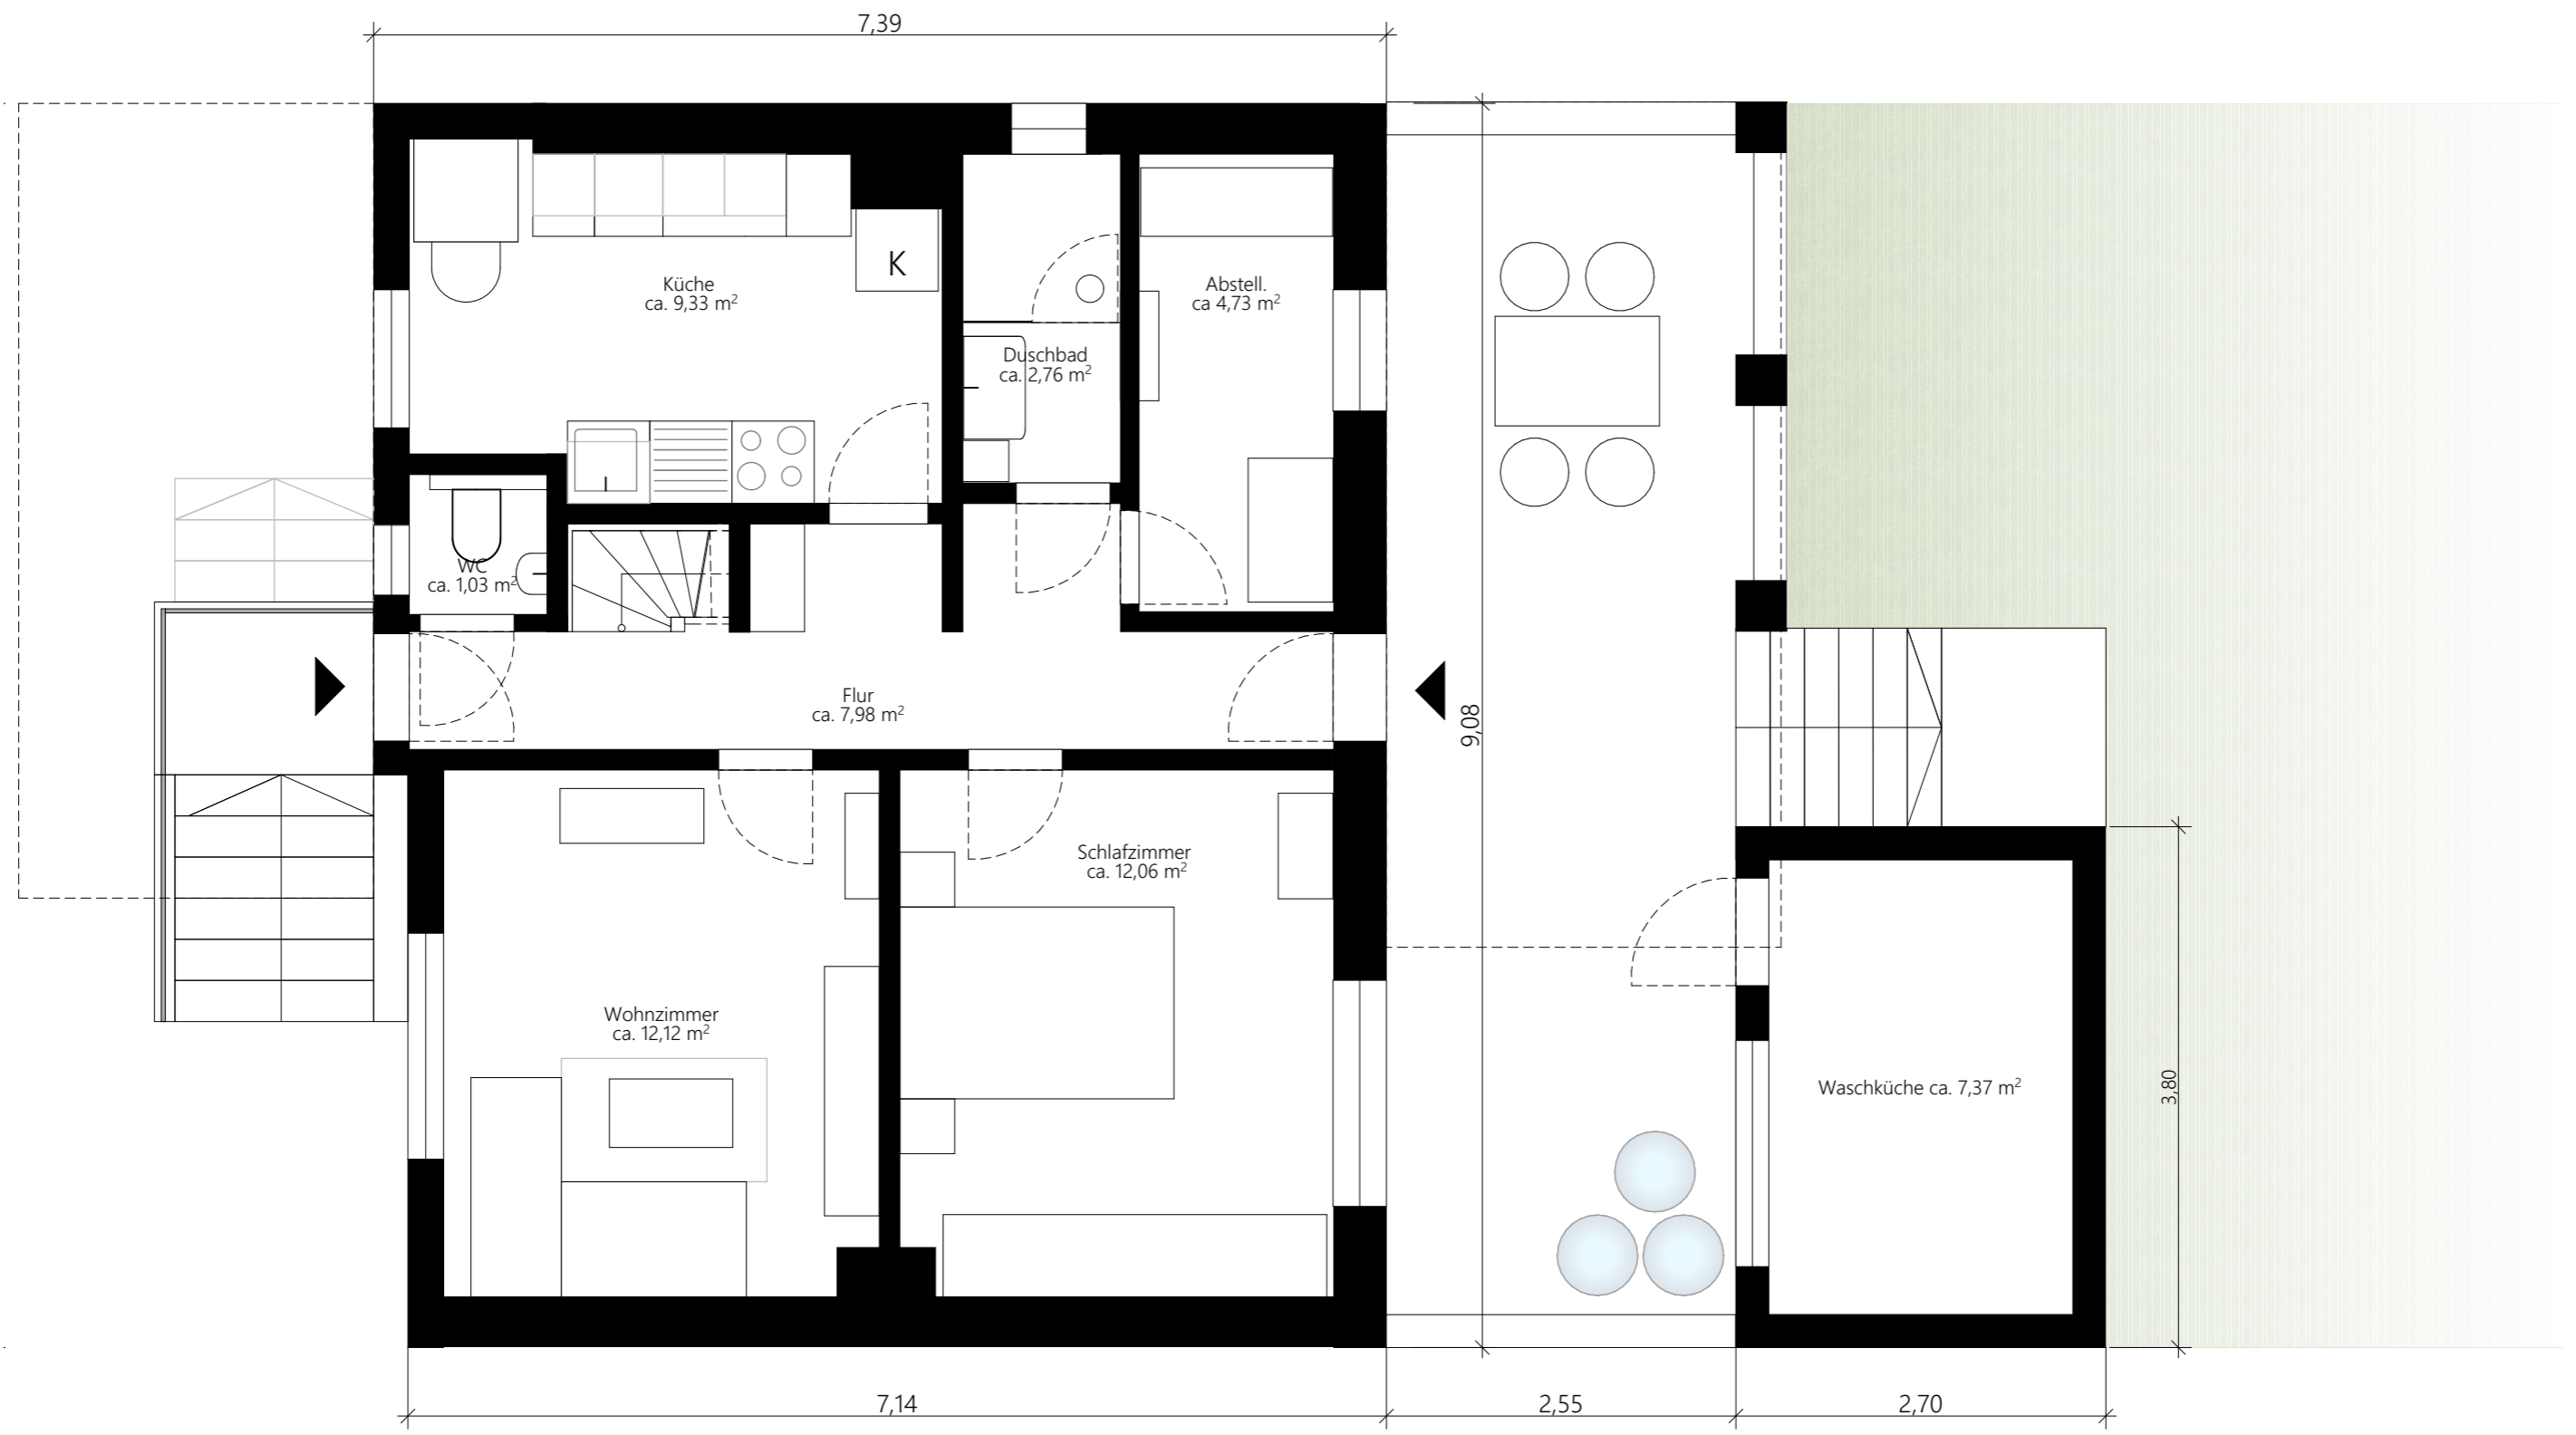 7,39
K
Küche
ca. 9,33 m²
Abstell.
ca 4,73 m²
Duschbad
ca. 2,76 m²
WC
ca. 1,03 m²
Flur
ca. 7,98 m²
9,08
Schlafzimmer
ca. 12,06 m²
Wohnzimmer
ca. 12,12 m²
Waschküche ca. 7,37 m²
3,80
7,14
2,55
2,70